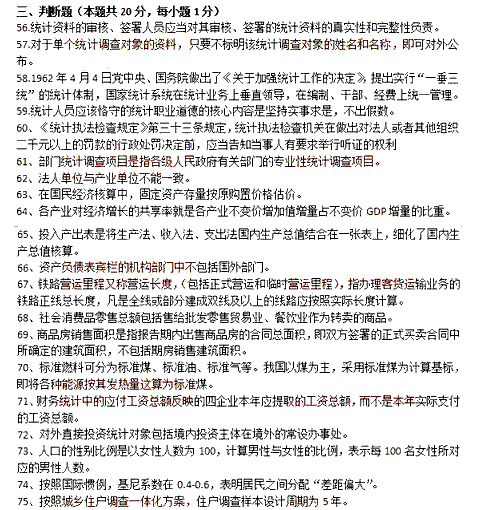 三、判断题（本题共 20 分，每小题 1 分）
56.统计资料的审核、签署人员应当对其审核、签署的统计资料的真实性和完整性负责。
57.对于单个统计调查对象的资料，只要不标明该统计调查对象的姓名和名称，即可对外公
布。
58.1962 年 4 月 4 日党中央、国务院做出了《关于加强统计工作的决定》，提出实行“一垂三
统”的统计体制，国家统计系统在统计业务上垂直领导，在编制、干部、经费上统一管理。
59.统计人员应该恪守的统计职业道德的核心内容是坚持实事求是，不出假数。
60、《统计执法检查规定》第三十三条规定，统计执法检查机关在做出对法人或者其他组织
二千元以上的罚款的行政处罚决定前，应当告知当事人有要求举行听证的权利
61、部门统计调查项目是指各级人民政府有关部门的专业性统计调查项目。
62、法人单位与产业单位不能一致。
63、在国民经济核算中，固定资产存量按原购置价格估价。
64、各产业对经济增长的共享率就是各产业不变价增加值增量占不变价 GDP 增量的比重。
65、投入产出表是将生产法、收入法、支出法国内生产总值结合在一张表上，细化了国内生
产总值核算。
66、资产负债表宾栏的机构部门中不包括国外部门。
67、铁路营运里程又称营运长度，（包括正式营运和临时营运里程），指办理客货运输业务的
铁路正线总长度，凡是全线或部分建成双线及以上的线路应按照实际长度计算。
68、社会消费品零售总额包括售给批发零售贸易业、餐饮业作为转卖的商品。
69、商品房销售面积是指报告期内出售商品房的合同总面积，即双方签署的正式买卖合同中
所确定的建筑面积，不包括期房销售建筑面积。
70、标准燃料可分为标准煤、标准油、标准气等。我国以煤为主，采用标准煤为计算基标，
即将各种能源按其发热量这算为标准煤。
71、财务统计中的应付工资总额反映的四企业本年应提取的工资总额，而不是本年实际支付
的工资总额。
72、对外直接投资统计对象包括境内投资主体在境外的常设办事处。
73、人口的性别比例是以女性人数为 100，计算男性与女性的比例，表示每 100 名女性所对
应的男性人数。
74、按照国际惯例，基尼系数在 0.4-0.6，表明居民之间分配“差距偏大”。
75、按照城乡住户调查一体化方案，住户调查样本设计周期为 5 年。